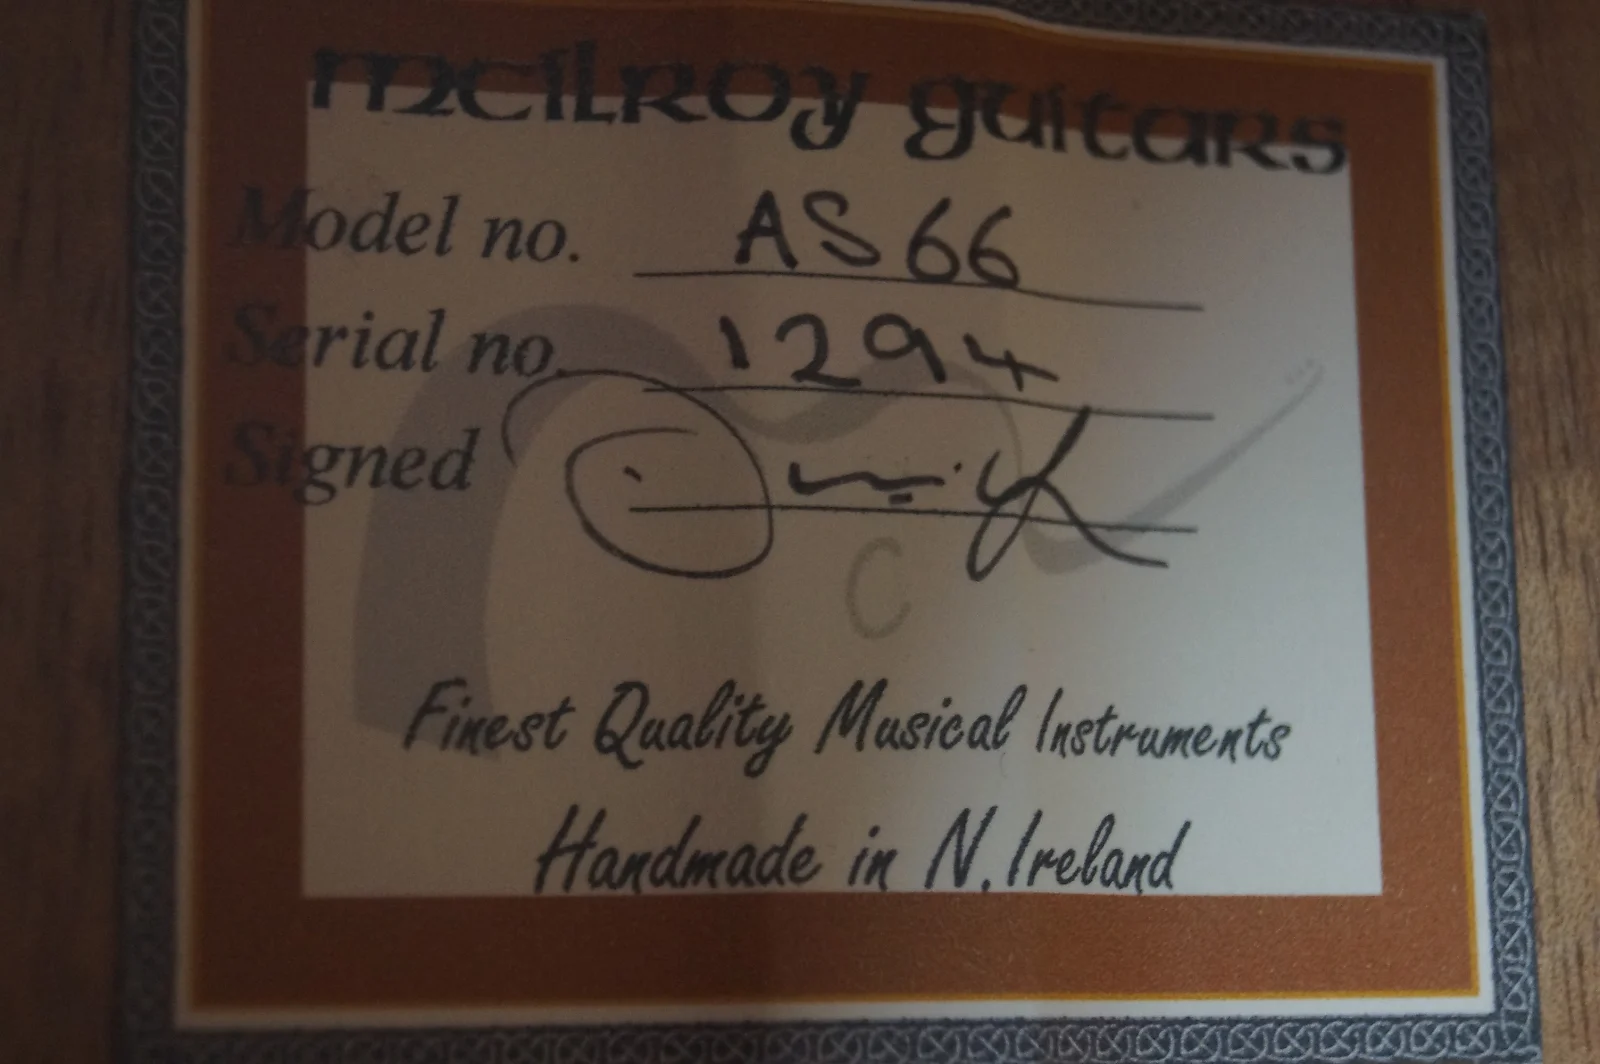 mcilroy guitars
Model no. AS66
Serial no. 1294
Signed
C
Finest Quality Musical Instruments
Handmade in N. Ireland